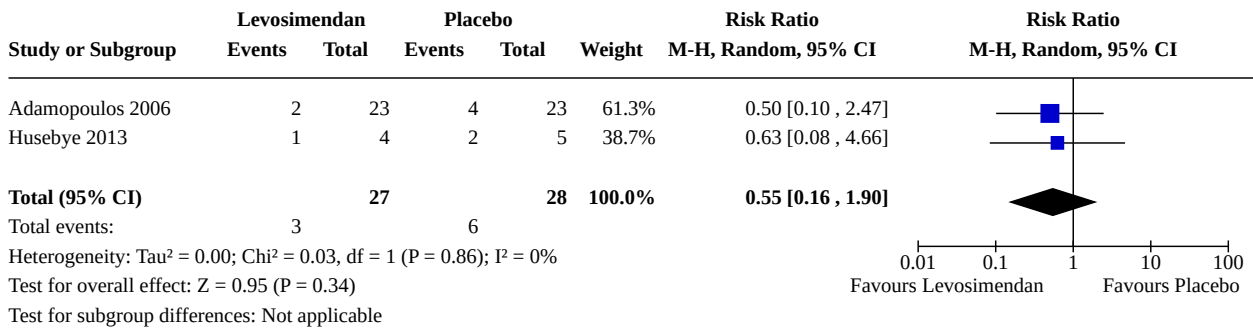 Levosimendan Placebo Risk Ratio Risk Ratio
Study or Subgroup Events Total Events Total Weight M-H, Random, 95% CI M-H, Random, 95% CI
Adamopoulos 2006 2 23 4 23 61.3% 0.50 [0.10 , 2.47]
Husebye 2013 1 4 2 5 38.7% 0.63 [0.08 , 4.66]
Total (95% CI) 27 28 100.0% 0.55 [0.16 , 1.90]
Total events: 3 6
Heterogeneity: Tau² = 0.00; Chi² = 0.03, df = 1 (P = 0.86); I² = 0%
0.01 0.1 1 10 100
Test for overall effect: Z = 0.95 (P = 0.34) Favours Levosimendan Favours Placebo
Test for subgroup differences: Not applicable